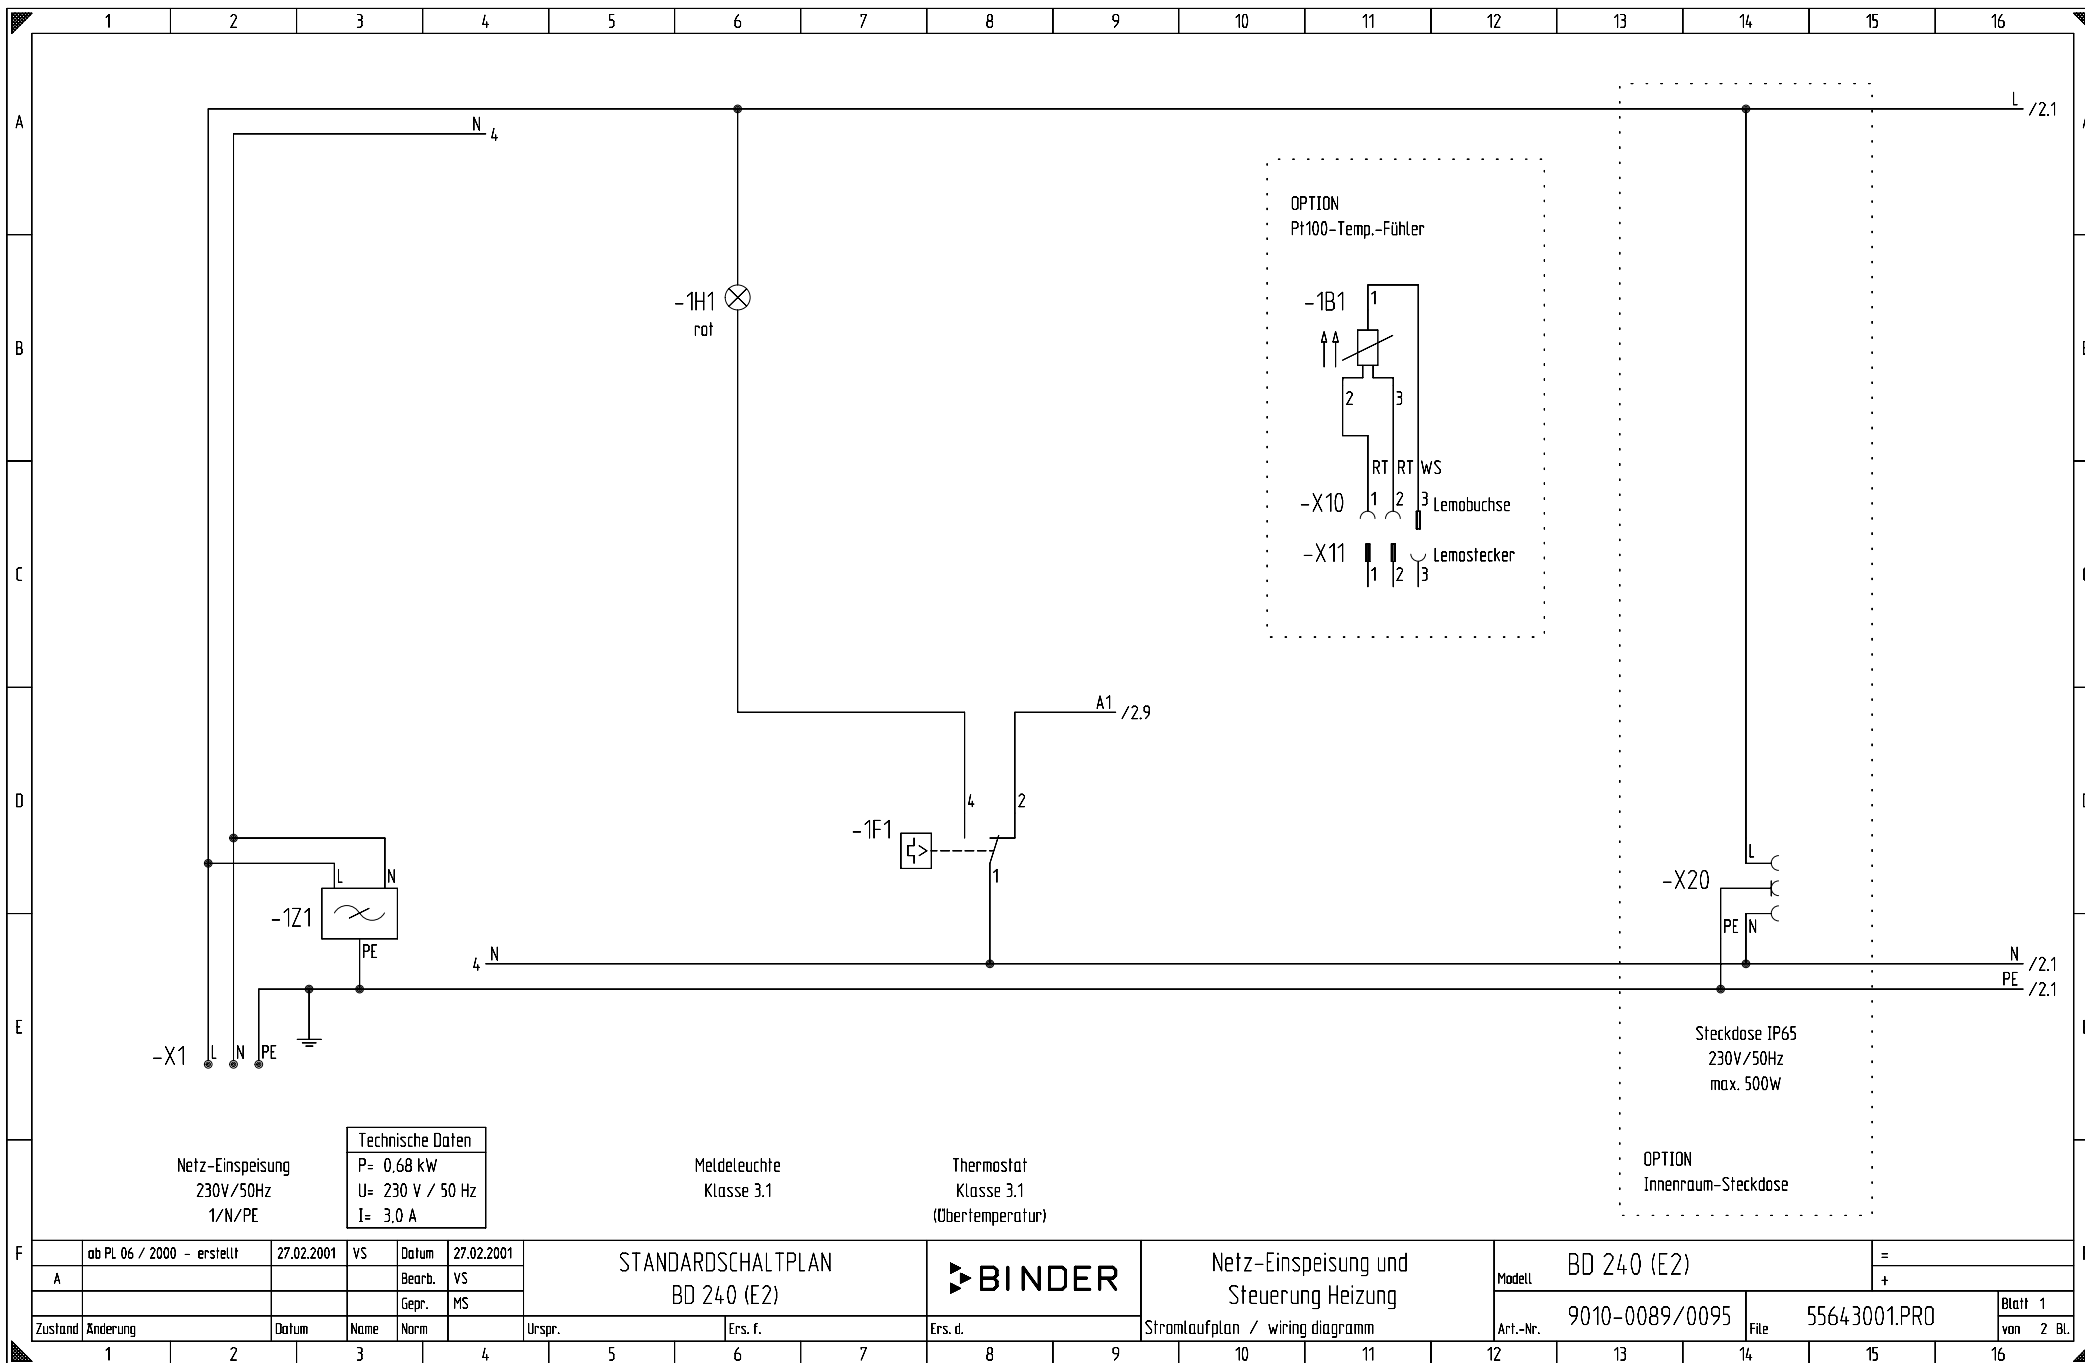 1 2 3 4 5 6 7 8 9 10 11 12 13 14 15 16
A
L /2.1
N 4
OPTION
Pt100-Temp.-Fühler
-1H1
rot
-1B1 1
B
2 3
RT RT WS
-X10 1 2 3 Lemobuchse
-X11 Lemostecker
1 2 3
C
A1 /2.9
D
4 2
-1F1
1
L N
-1Z1
PE
L
-X20
PE N
4 N
N /2.1
PE /2.1
E
-X1 L N PE
Steckdose IP65
230V/50Hz
max. 500W
Netz-Einspeisung
230V/50Hz
1/N/PE
Technische Daten
P= 0,68 kW
U= 230 V / 50 Hz
I= 3,0 A
Meldeleuchte
Klasse 3.1
Thermostat
Klasse 3.1
(Übertemperatur)
OPTION
Innenraum-Steckdose
F
ab PL 06 / 2000 - erstellt 27.02.2001 VS Datum 27.02.2001
A Bearb. VS
Gepr. MS
Zustand Änderung Datum Name Norm
STANDARDSCHALTPLAN
BD 240 (E2)
Urspr. Ers. f. Ers. d.
BINDER
Netz-Einspeisung und
Steuerung Heizung
Stromlaufplan / wiring diagramm
Modell BD 240 (E2)
=
+
Art.-Nr. 9010-0089/0095 File 55643001.PRO
Blatt 1
von 2 Bl.
1 2 3 4 5 6 7 8 9 10 11 12 13 14 15 16